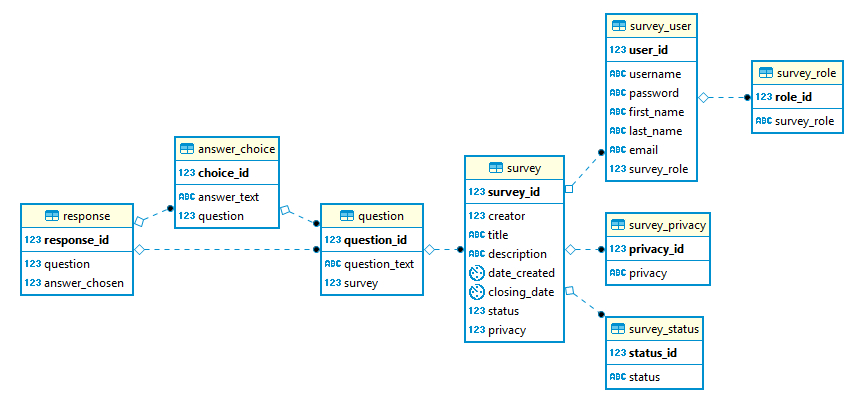 survey_user
123 user_id
ABC username
ABC password
ABC first_name
ABC last_name
ABC email
123 survey_role
survey_role
123 role_id
ABC survey_role
answer_choice
123 choice_id
ABC answer_text
123 question
survey
123 survey_id
123 creator
ABC title
ABC description
date_created
closing_date
123 status
123 privacy
response
123 response_id
123 question
123 answer_chosen
question
123 question_id
ABC question_text
123 survey
survey_privacy
123 privacy_id
ABC privacy
survey_status
123 status_id
ABC status